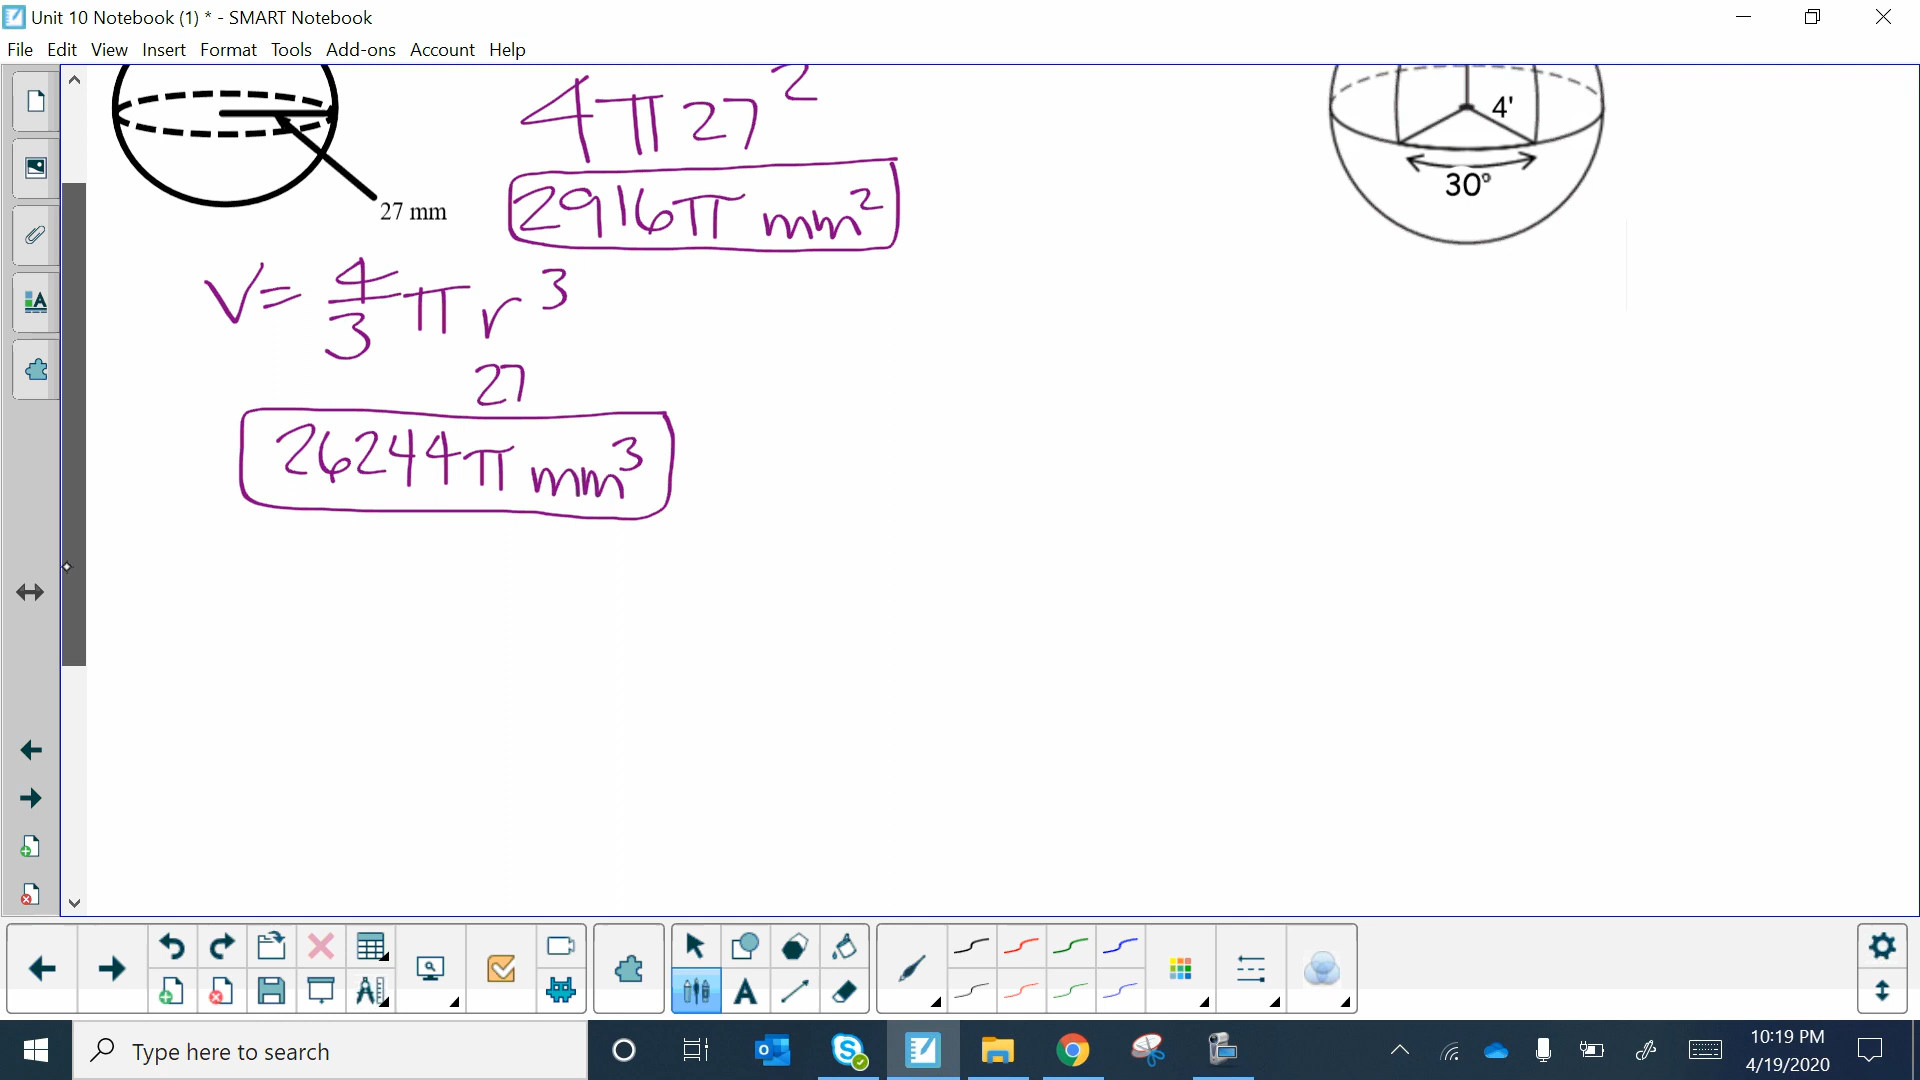 Unit 10 Notebook (1) * - SMART Notebook
File Edit View Insert Format Tools Add-ons Account Help
4π27²
2916π mm²
27 mm
4'
30°
V= 4/3 π r³
27
26244π mm³
Type here to search
10:19 PM
4/19/2020